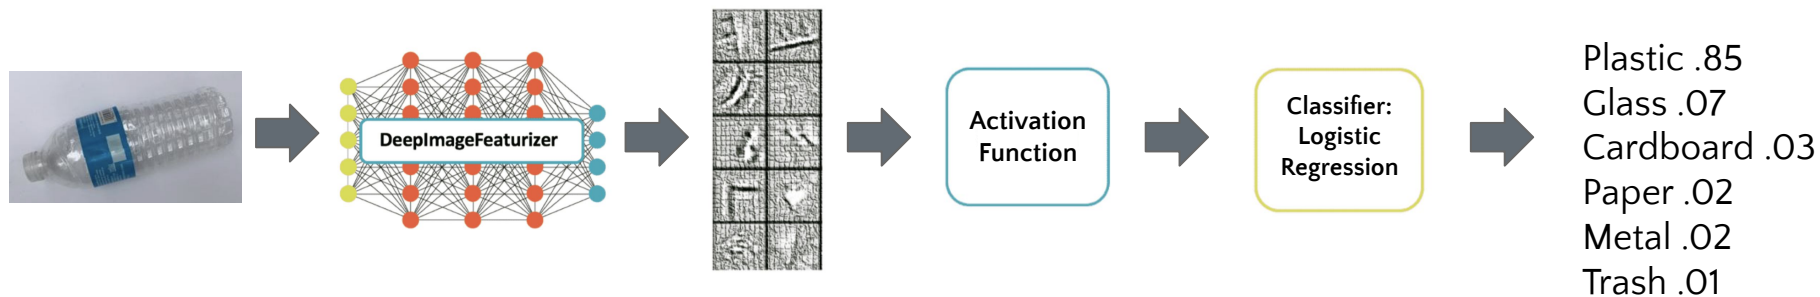 DeepImageFeaturizer
Activation
Function
Classifier:
Logistic
Regression
Plastic .85
Glass .07
Cardboard .03
Paper .02
Metal .02
Trash .01